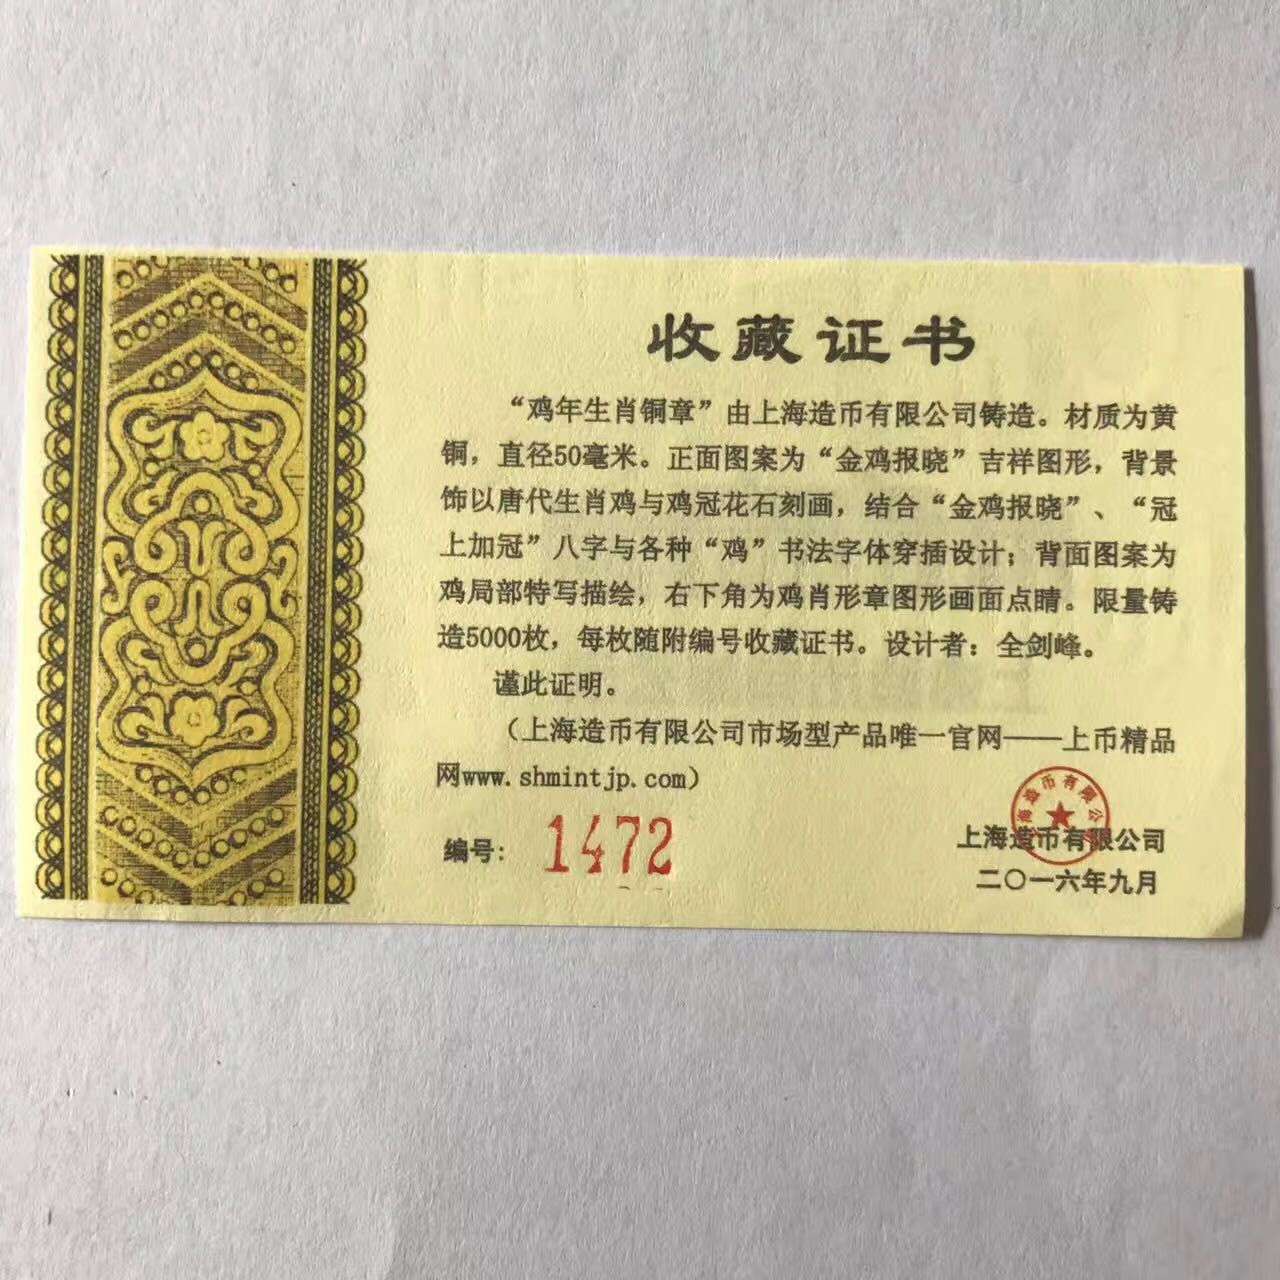 收藏证书
“鸡年生肖铜章”由上海造币有限公司铸造。材质为黄
铜，直径50毫米。正面图案为“金鸡报晓”吉祥图形，背景
饰以唐代生肖鸡与鸡冠花石刻画，结合“金鸡报晓”、“冠
上加冠”八字与各种“鸡”书法字体穿插设计；背面图案为
鸡局部特写描绘，右下角为鸡肖形章图形画面点睛。限量铸
造5000枚，每枚随附编号收藏证书。设计者：全剑峰。
谨此证明。
（上海造币有限公司市场型产品唯一官网——上币精品
网www.shmintjp.com）
编号: 1472
上海造币有限公司
上海造币有限公司
二〇一六年九月